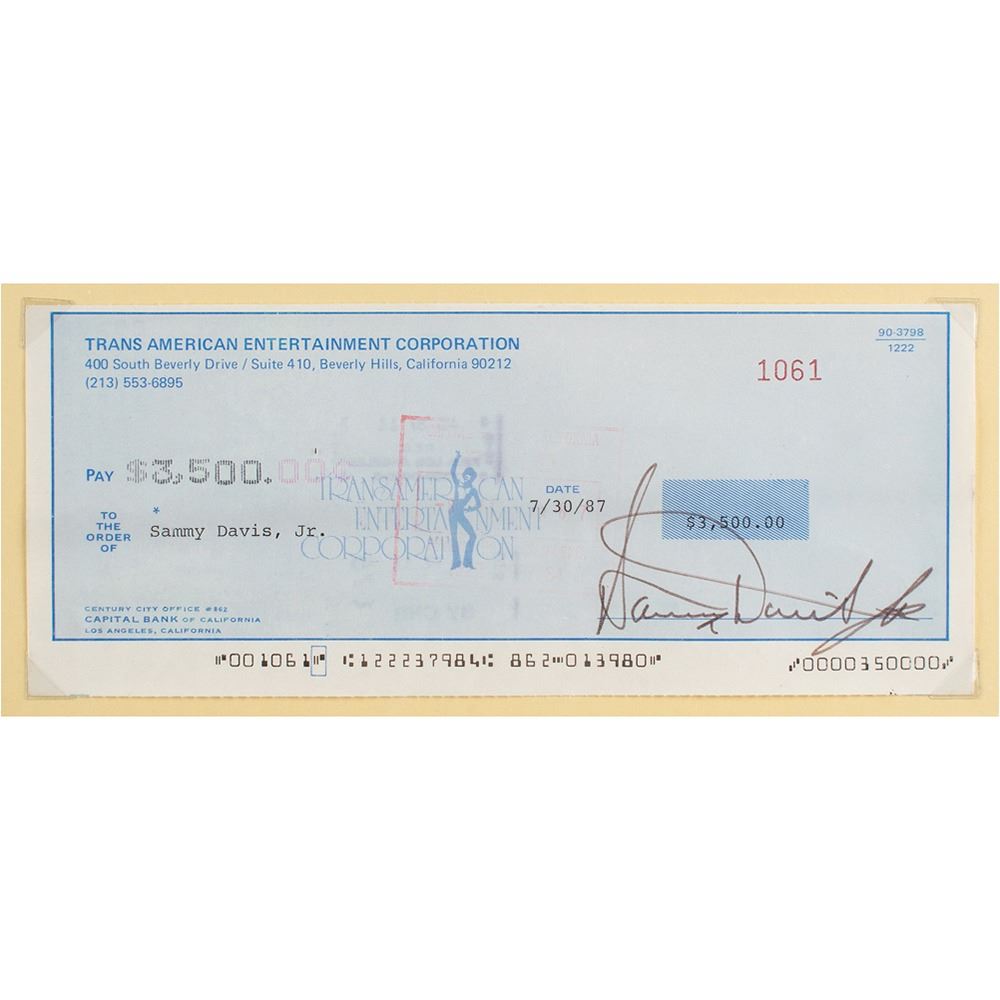 TRANS AMERICAN ENTERTAINMENT CORPORATION
400 South Beverly Drive / Suite 410, Beverly Hills, California 90212
(213) 553-6895
90-3798
1222
1061
PAY $3,500.00
TRANSAMERICAN
ENTERTAINMENT
CORPORATION
DATE
7/30/87
$3,500.00
TO
THE
ORDER
OF
*
Sammy Davis, Jr.
Sammy Davis Jr
CENTURY CITY OFFICE #862
CAPITAL BANK OF CALIFORNIA
LOS ANGELES, CALIFORNIA
⑈001061⑈ ⑆122237984⑆ 862⑉013980⑈ ⑇0000350000⑇